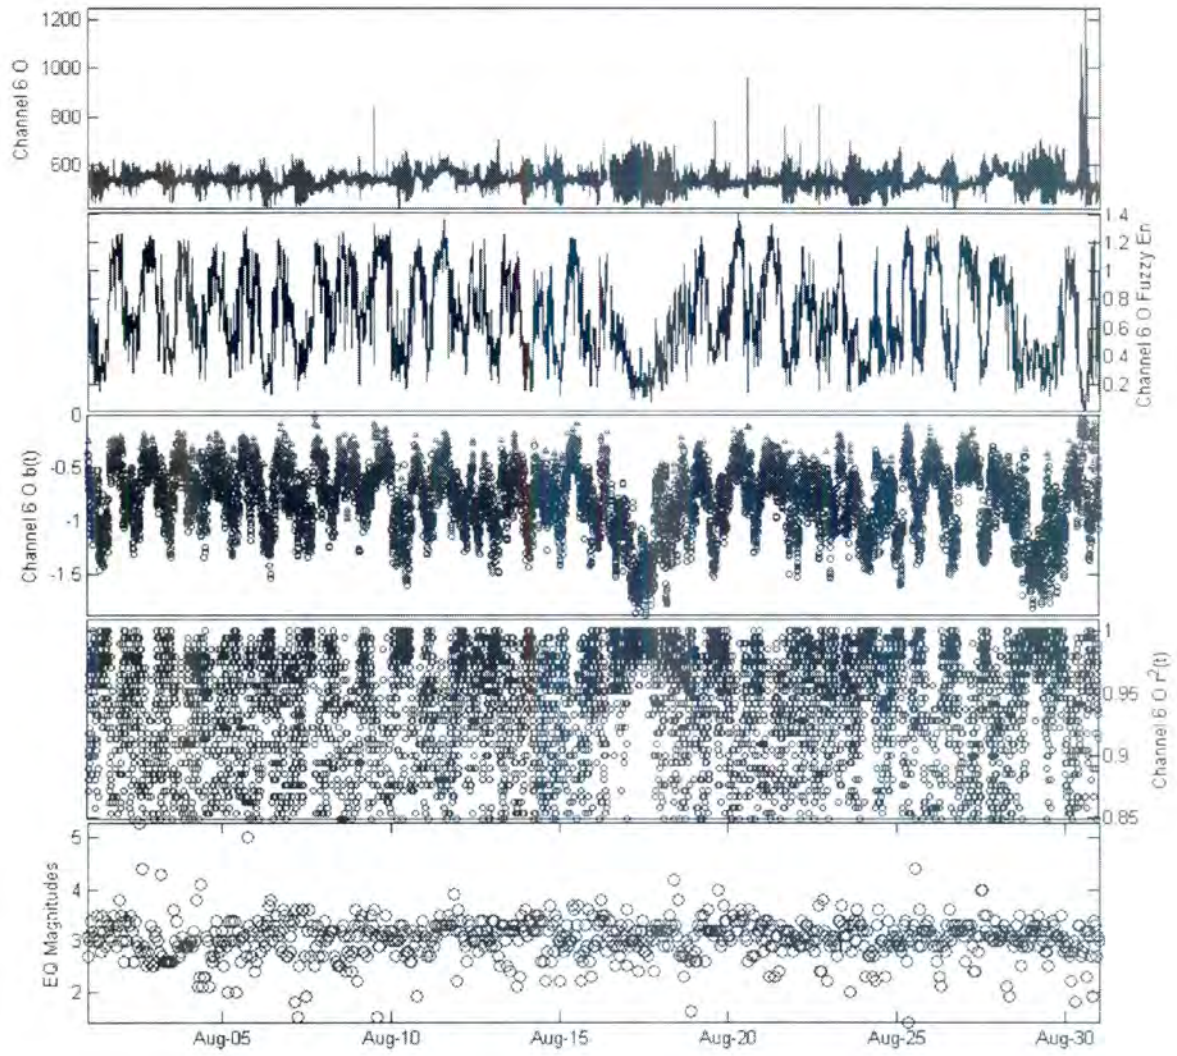 1200
1000
800
600
Channel 6 O
1.4
1.2
1
0.8
0.6
0.4
0.2
Channel 6 O Fuzzy En
0
-0.5
-1
-1.5
Channel 6 O b(t)
1
0.95
0.9
0.85
Channel 6 O r²(t)
5
4
3
2
EQ Magnitudes
Aug-05
Aug-10
Aug-15
Aug-20
Aug-25
Aug-30